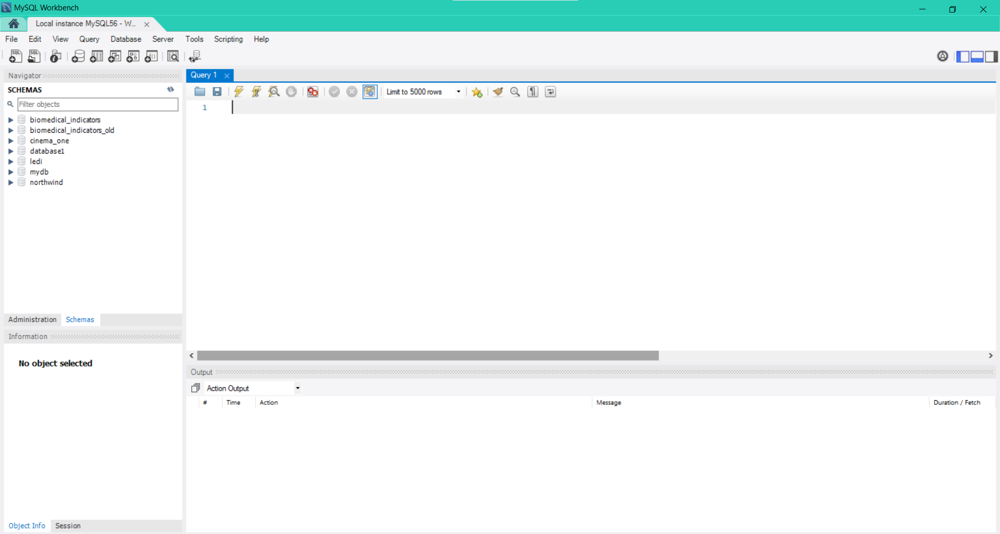 MySQL Workbench
Local instance MySQL56 - W...
File Edit View Query Database Server Tools Scripting Help
Navigator
SCHEMAS
Filter objects
biomedical_indicators
biomedical_indicators_old
cinema_one
database1
ledi
mydb
northwind
Administration Schemas
Information
No object selected
Object Info Session
Query 1
Limit to 5000 rows
1
Output
Action Output
# Time Action Message Duration / Fetch